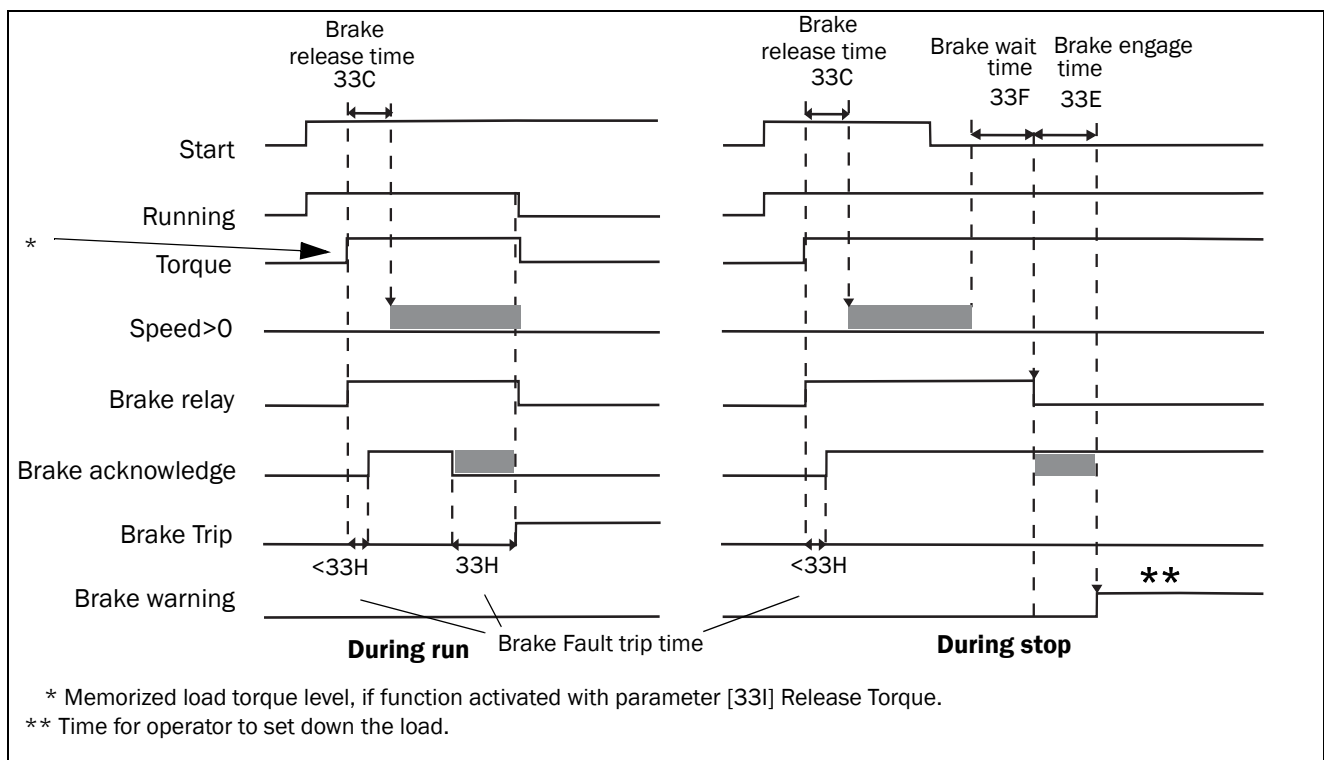 Brake
release time
33C
Brake
release time
33C
Brake wait
time
33F
Brake engage
time
33E
Start
Running
*
Torque
Speed>0
Brake relay
Brake acknowledge
Brake Trip
<33H
33H
<33H
Brake warning
**
During run
Brake Fault trip time
During stop
* Memorized load torque level, if function activated with parameter [33I] Release Torque.
** Time for operator to set down the load.